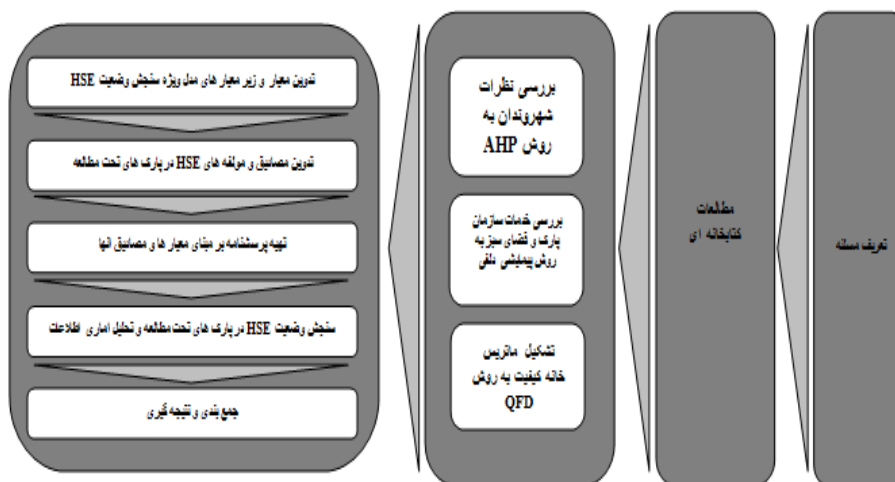 تعریف مسئله
مطالعات
کتابخانه ای
بررسی نظرات
شهروندان به
روش AHP
بررسی خدمات سازمان
پارک و فضای سبز به
روش پیمایشی دلفی
تشکیل ماتریس
خانه کیفیت به روش
QFD
تدوین معیار و زیر معیار های مدل ویژه سنجش وضعیت HSE
تدوین مصادیق و مولفه های HSE در پارک های تحت مطالعه
تهیه پرسشنامه بر مبنای معیار ها و مصادیق آنها
سنجش وضعیت HSE در پارک های تحت مطالعه و تحلیل اماری اطلاعات
جمع بندی و نتیجه گیری